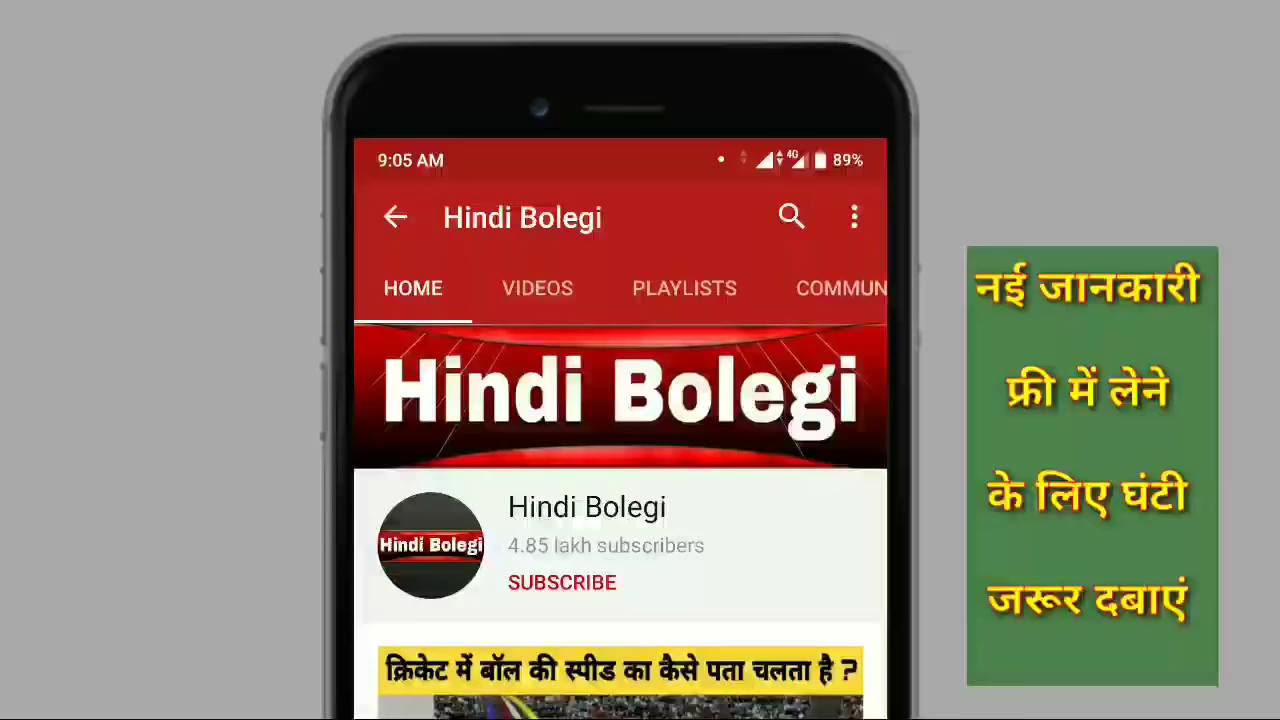 9:05 AM
4G
89%
Hindi Bolegi
HOME VIDEOS PLAYLISTS COMMUN
Hindi Bolegi
Hindi Bolegi
Hindi Bolegi
4.85 lakh subscribers
SUBSCRIBE
क्रिकेट में बॉल की स्पीड का कैसे पता चलता है ?
नई जानकारी
फ्री में लेने
के लिए घंटी
जरूर दबाएं